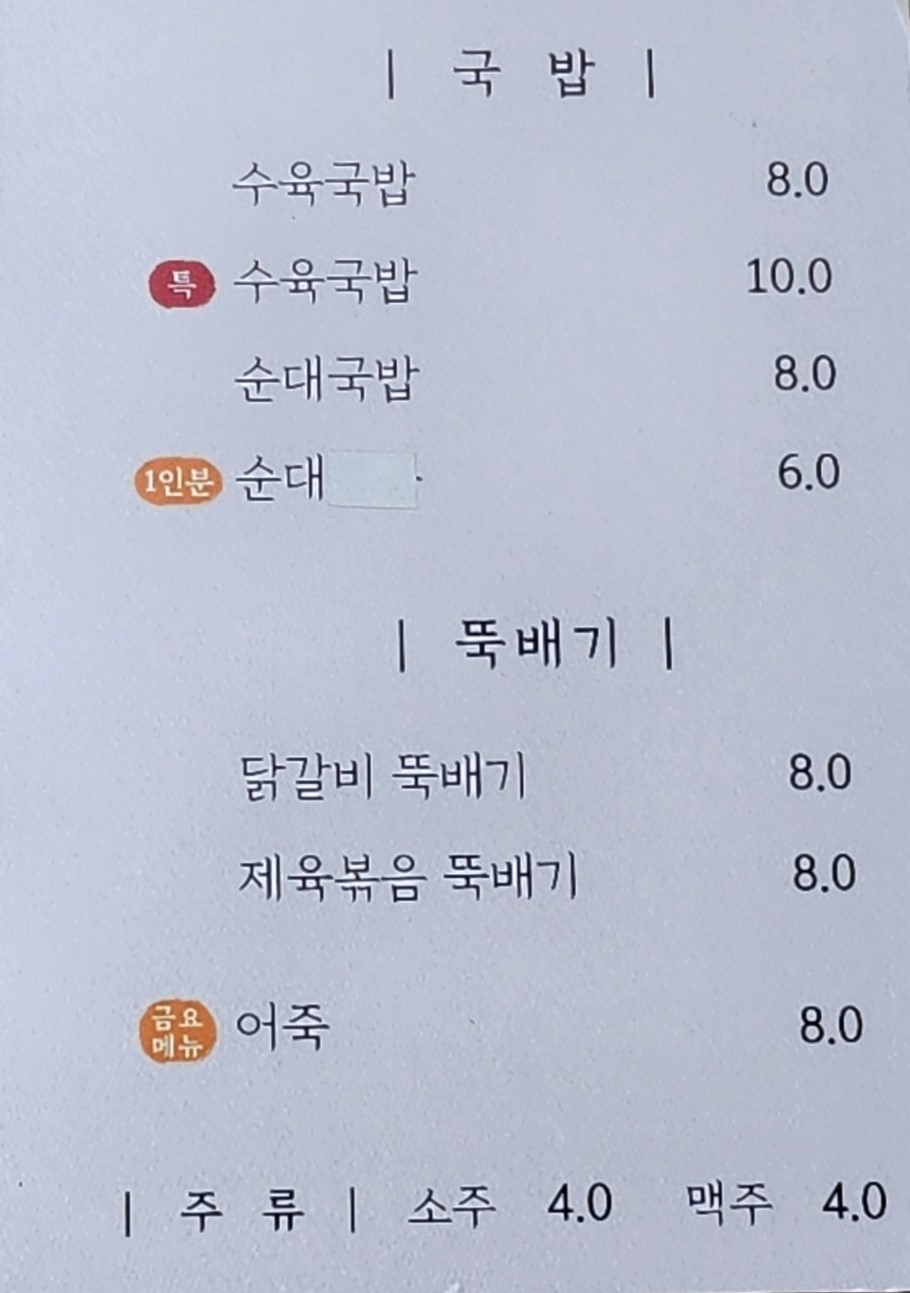 | 국 밥 |
수육국밥 8.0
특 수육국밥 10.0
순대국밥 8.0
1인분 순대 6.0
| 뚝배기 |
닭갈비 뚝배기 8.0
제육볶음 뚝배기 8.0
금요
메뉴 어죽 8.0
| 주 류 | 소주 4.0 맥주 4.0